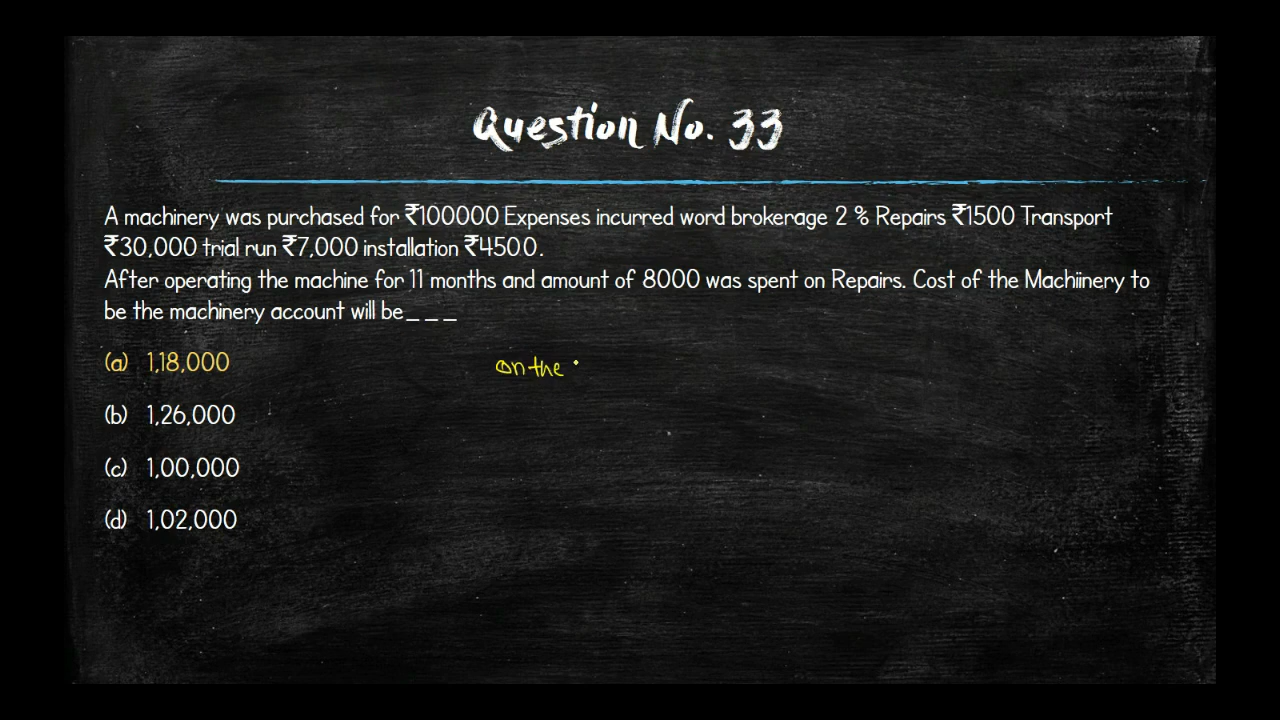 Question No. 33
A machinery was purchased for ₹100000 Expenses incurred word brokerage 2 % Repairs ₹1500 Transport
₹30,000 trial run ₹7,000 installation ₹4500.
After operating the machine for 11 months and amount of 8000 was spent on Repairs. Cost of the Machiinery to
be the machinery account will be_ _ _
(a) 1,18,000
on the
(b) 1,26,000
(c) 1,00,000
(d) 1,02,000